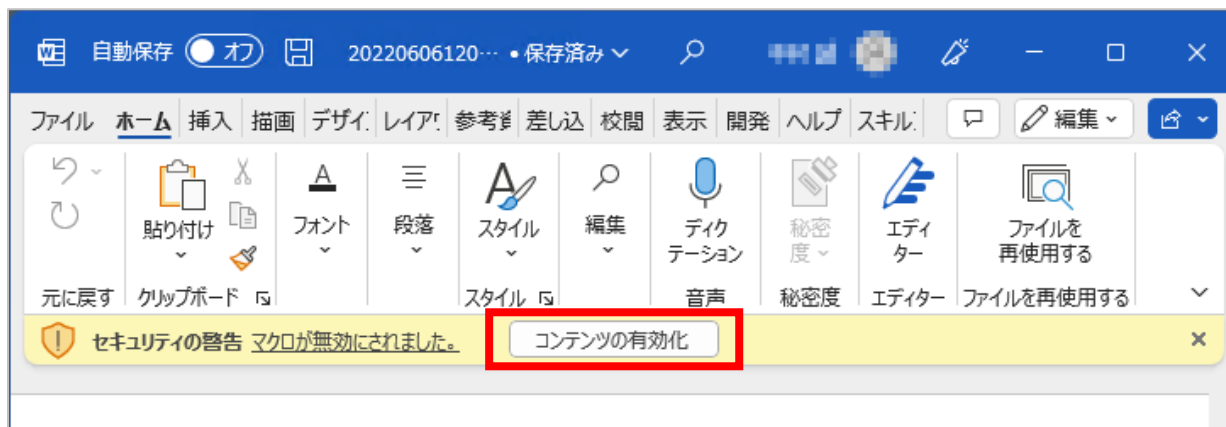 自動保存 オフ 20220606120… • 保存済み
ファイル ホーム 挿入 描画 デザイ レイアウ 参考資 差し込 校閲 表示 開発 ヘルプ スキル 編集
貼り付け フォント 段落 スタイル 編集 ディク
テーション 秘密
度 エディ
ター ファイルを
再使用する
元に戻す クリップボード スタイル 音声 秘密度 エディター ファイルを再使用する
セキュリティの警告 マクロが無効にされました。 コンテンツの有効化